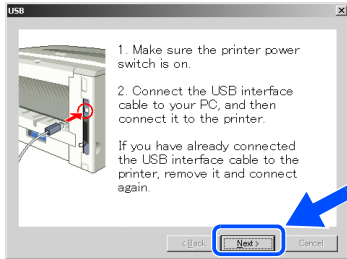 USB
1. Make sure the printer power
switch is on.
2. Connect the USB interface
cable to your PC, and then
connect it to the printer.
If you have already connected
the USB interface cable to the
printer, remove it and connect
again.
< Back
Next >
Cancel